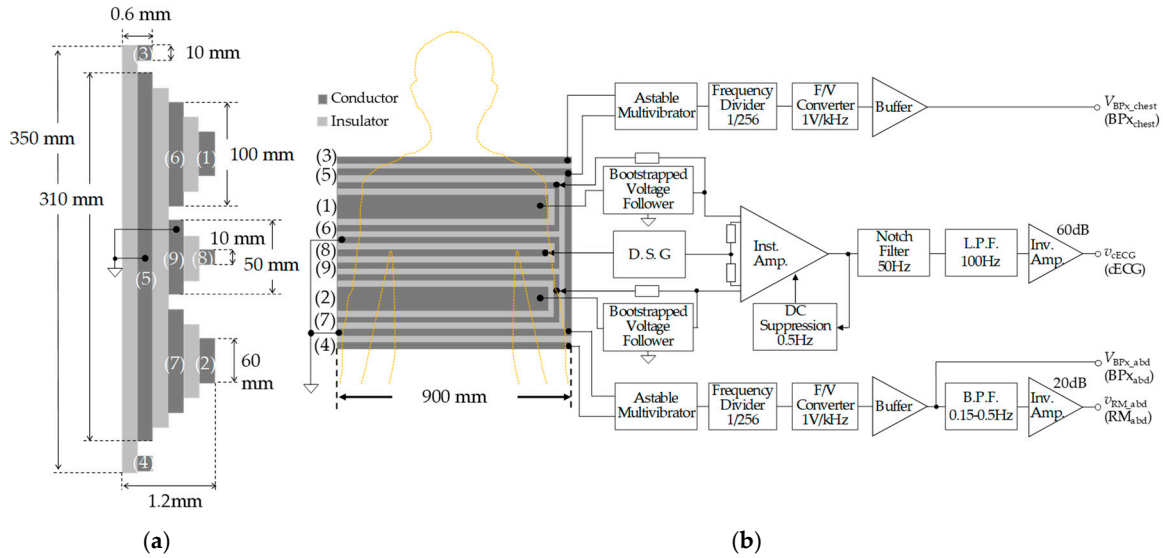 0.6 mm
(3)
10 mm
350 mm
310 mm
(6)
(1)
100 mm
10 mm
(5)
(9)
(8)
50 mm
(7)
(2)
60
mm
(4)
1.2mm
(a)
Conductor
Insulator
(3)
(5)
(1)
(6)
(8)
(9)
(2)
(7)
(4)
900 mm
Astable
Multivibrator
Frequency
Divider
1/256
F/V
Converter
1V/kHz
Buffer
VBPx_chest
(BPxchest)
Bootstrapped
Voltage
Follower
D. S. G
Bootstrapped
Voltage
Follower
Inst.
Amp.
DC
Suppression
0.5Hz
Notch
Filter
50Hz
L.P.F.
100Hz
60dB
Inv.
Amp.
vcECG
(cECG)
Astable
Multivibrator
Frequency
Divider
1/256
F/V
Converter
1V/kHz
Buffer
VBPx_abd
(BPxabd)
B.P.F.
0.15-0.5Hz
20dB
Inv.
Amp.
vRM_abd
(RMabd)
(b)